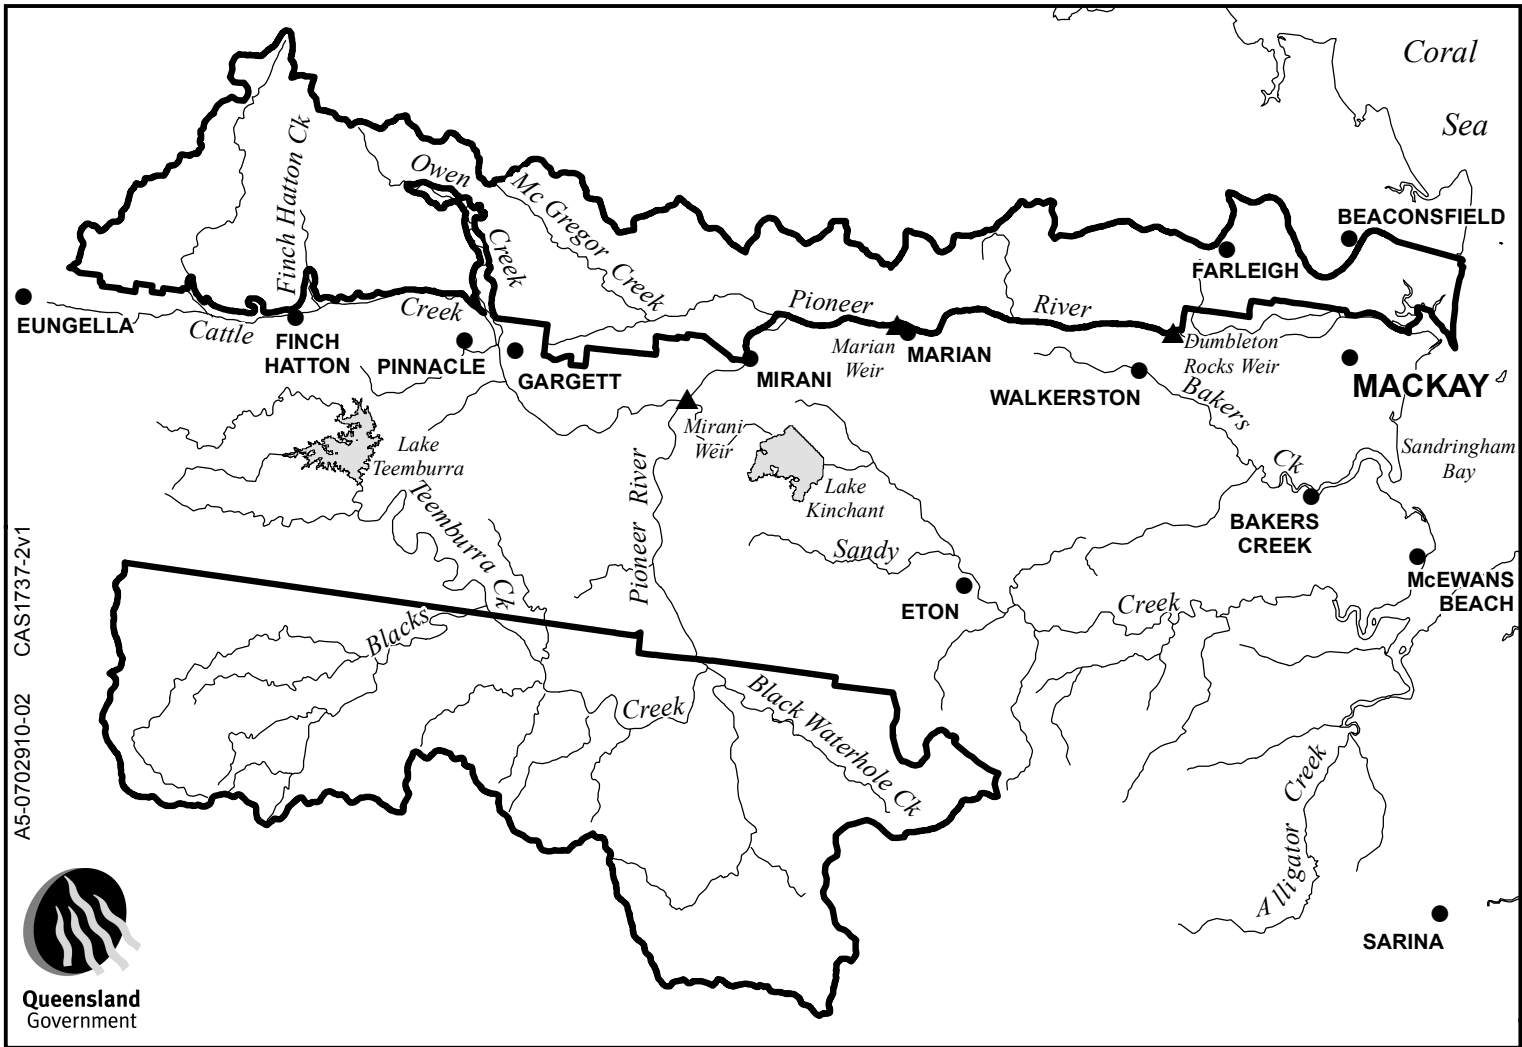 Coral
Sea
Finch Hatton Ck
Owen
Creek
Mc Gregor Creek
BEACONSFIELD
FARLEIGH
EUNGELLA
Cattle
Creek
FINCH
HATTON
PINNACLE
GARGETT
Pioneer
River
Marian
Weir
MARIAN
MIRANI
Dumbleton
Rocks Weir
MACKAY
WALKERSTON
Bakers
Ck
Mirani
Weir
Lake
Teemburra
Lake
Kinchant
Sandringham
Bay
Teemburra Ck
Pioneer River
Sandy
Creek
BAKERS
CREEK
McEWANS
BEACH
ETON
Blacks
Creek
Black Waterhole Ck
Alligator Creek
SARINA
A5-0702910-02 CAS1737-2v1
Queensland
Government